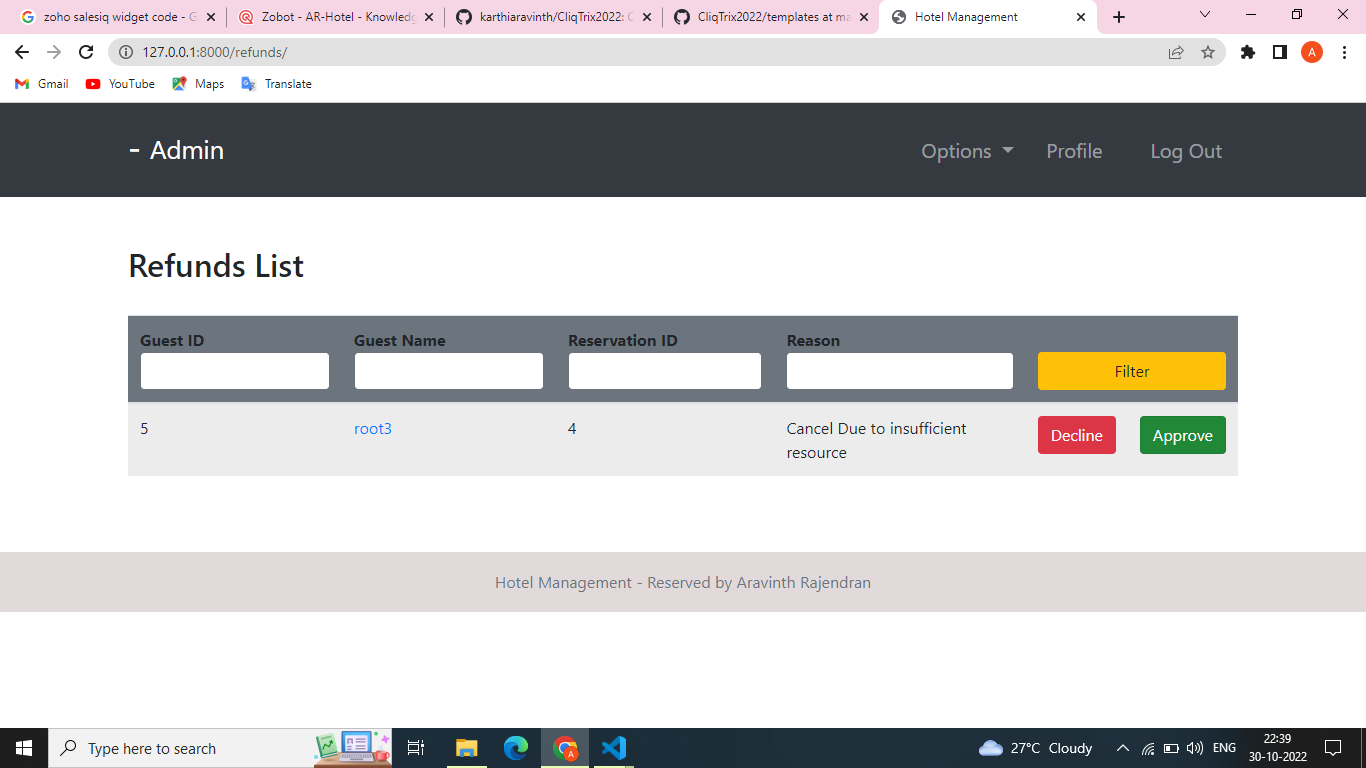 zoho salesiq widget code - G
Zobot - AR-Hotel - Knowledg
karthiaravinth/CliqTrix2022: C
CliqTrix2022/templates at ma
Hotel Management
127.0.0.1:8000/refunds/
A
Gmail
YouTube
Maps
Translate
- Admin
Options
Profile
Log Out
Refunds List
Guest ID
Guest Name
Reservation ID
Reason
Filter
5
root3
4
Cancel Due to insufficient
resource
Decline
Approve
Hotel Management - Reserved by Aravinth Rajendran
Type here to search
27°C Cloudy
ENG
22:39
30-10-2022